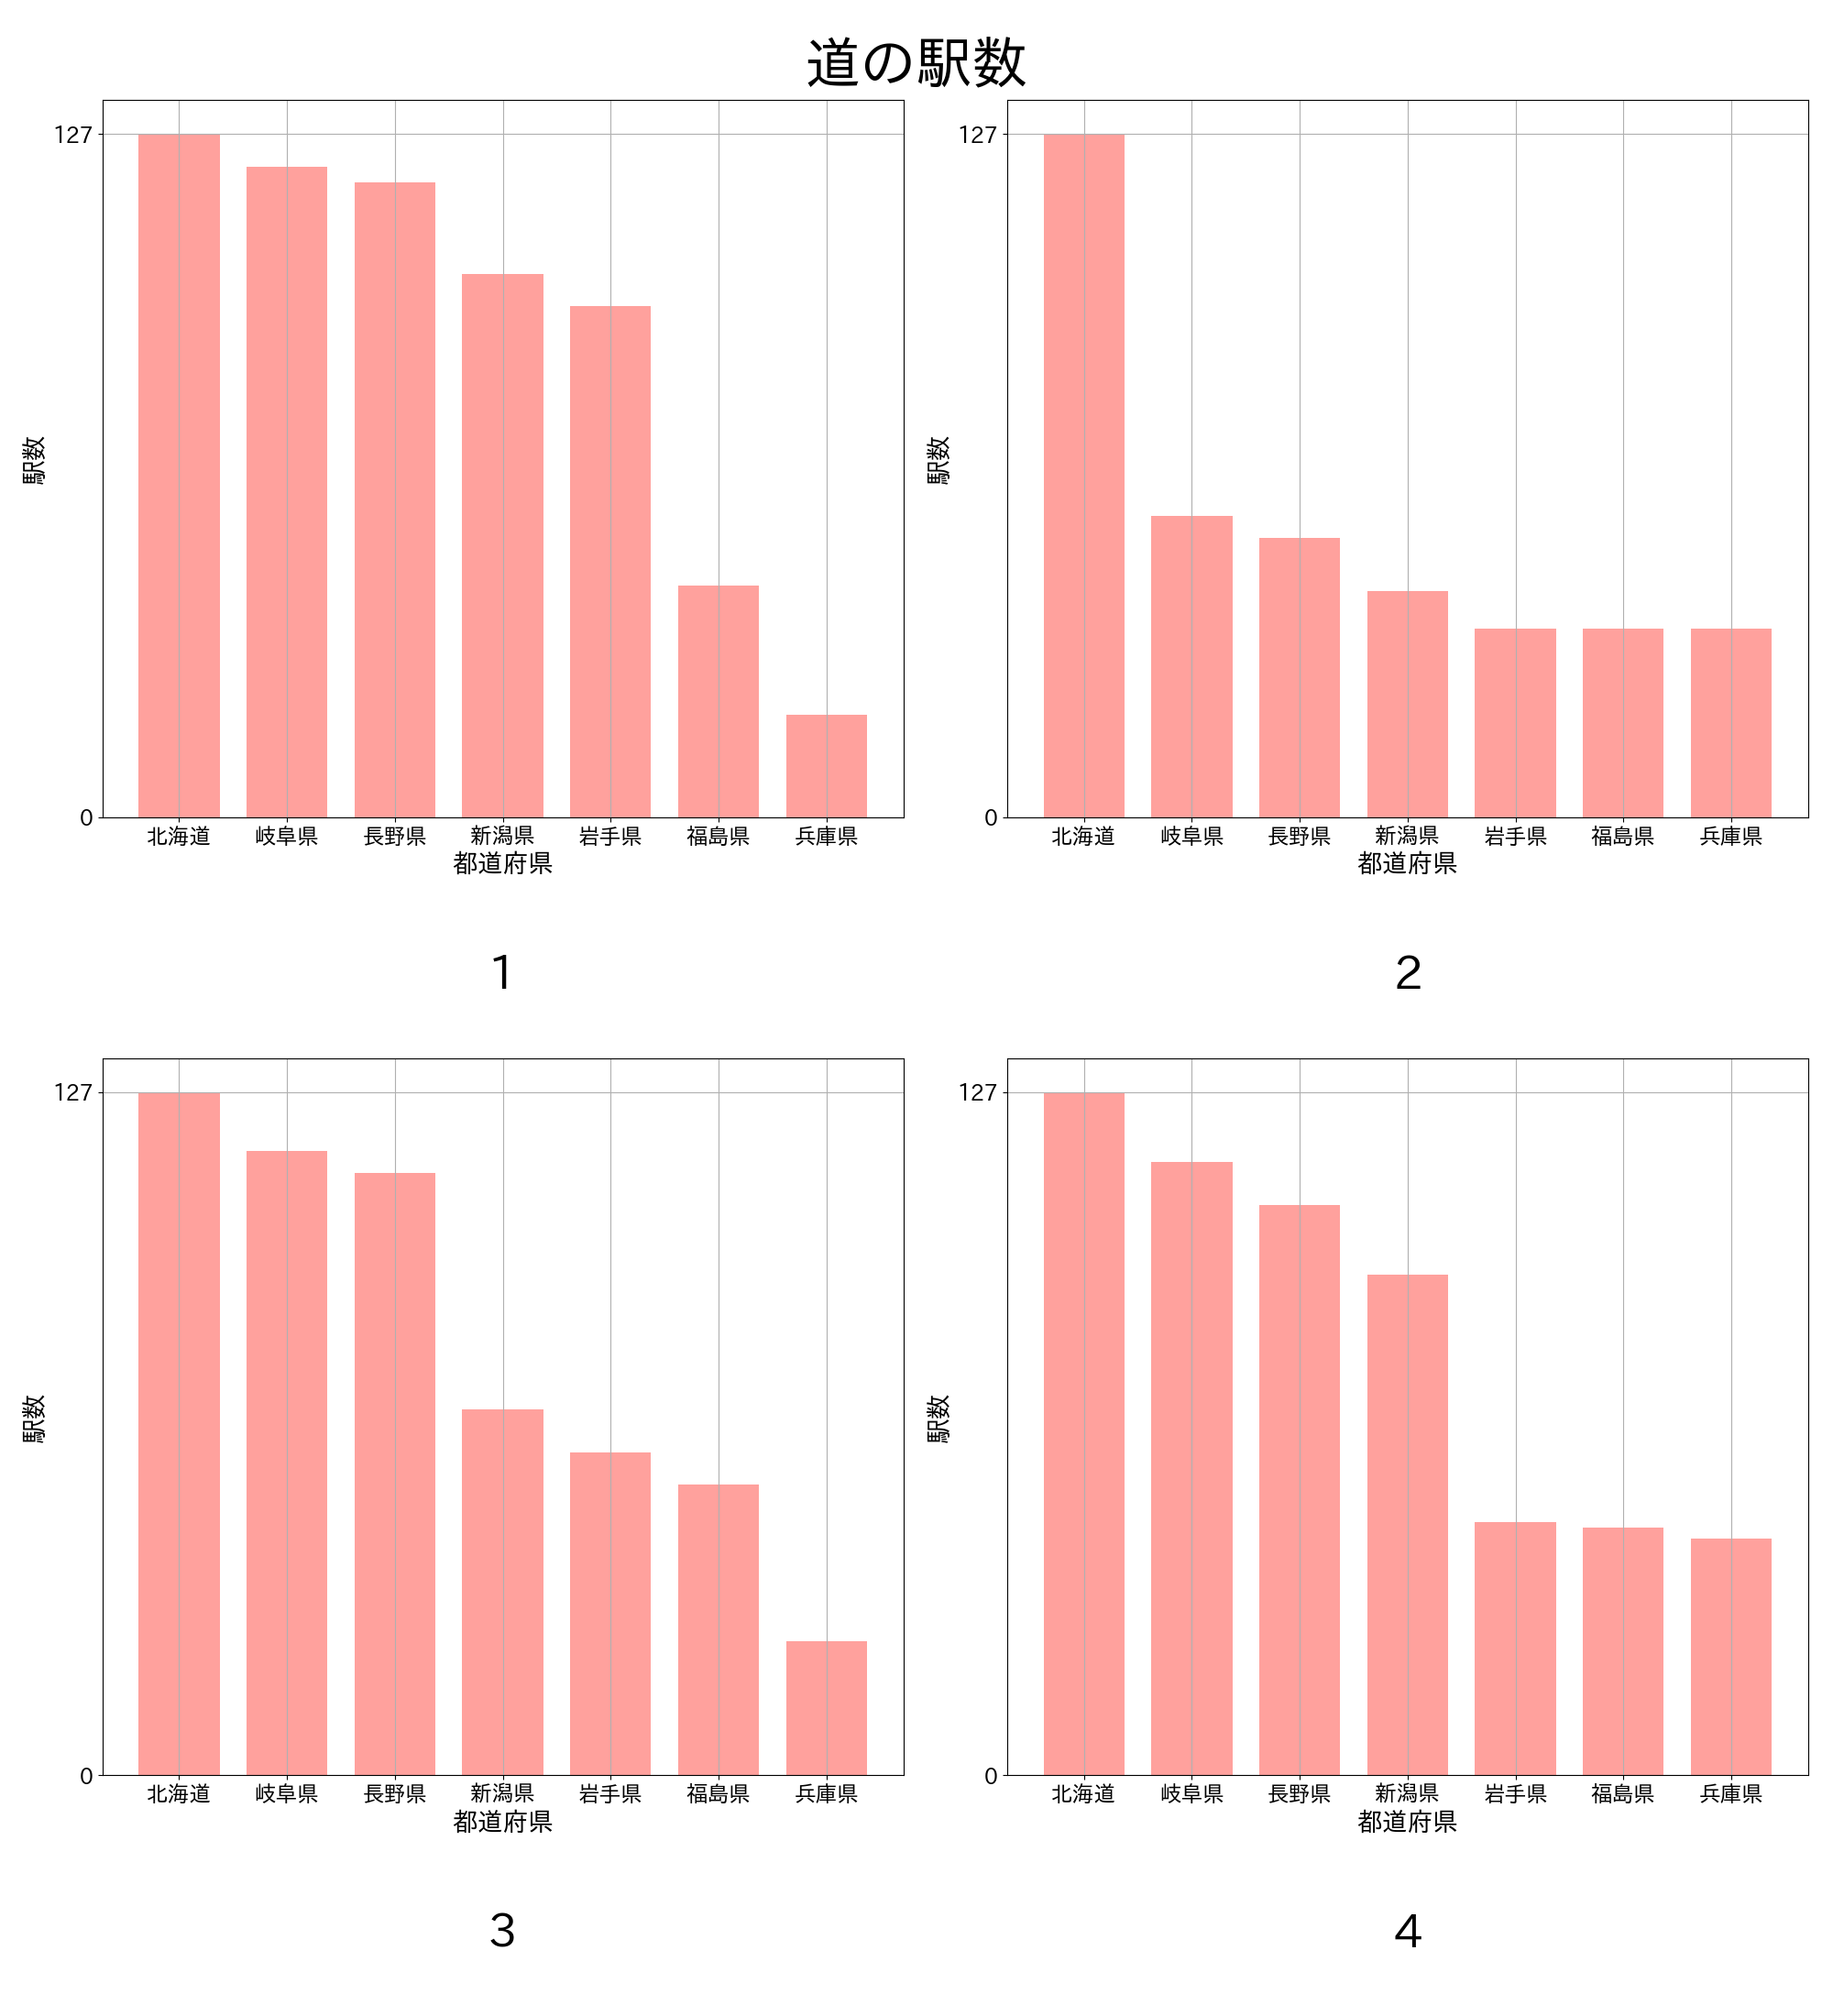 道の駅数
127
0
駅数
北海道 岐阜県 長野県 新潟県 岩手県 福島県 兵庫県
都道府県
1
127
0
駅数
北海道 岐阜県 長野県 新潟県 岩手県 福島県 兵庫県
都道府県
2
127
0
駅数
北海道 岐阜県 長野県 新潟県 岩手県 福島県 兵庫県
都道府県
3
127
0
駅数
北海道 岐阜県 長野県 新潟県 岩手県 福島県 兵庫県
都道府県
4